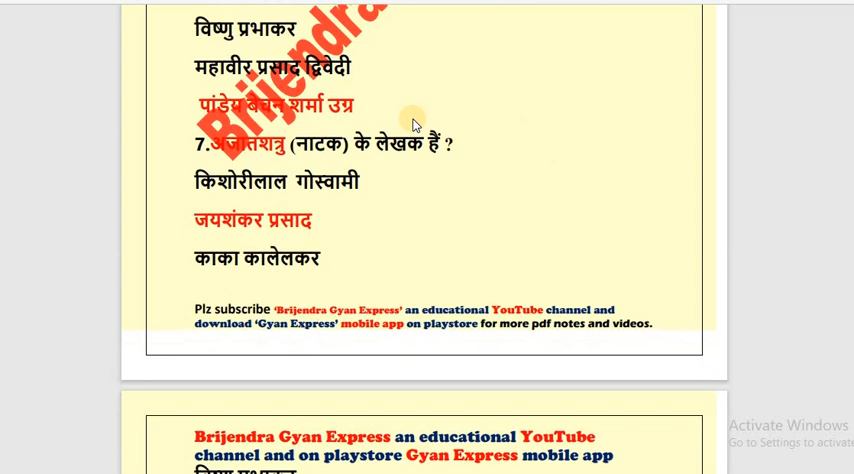 विष्णु प्रभाकर
महावीर प्रसाद द्विवेदी
पांडेय बेचन शर्मा उग्र
7.अजातशत्रु (नाटक) के लेखक हैं ?
किशोरीलाल गोस्वामी
जयशंकर प्रसाद
काका कालेलकर
Plz subscribe ‘Brijendra Gyan Express’ an educational YouTube channel and
download ‘Gyan Express’ mobile app on playstore for more pdf notes and videos.
Brijendra Gyan Express an educational YouTube
channel and on playstore Gyan Express mobile app
विष्णु प्रभाकर
Brijendra
Activate Windows
Go to Settings to activate